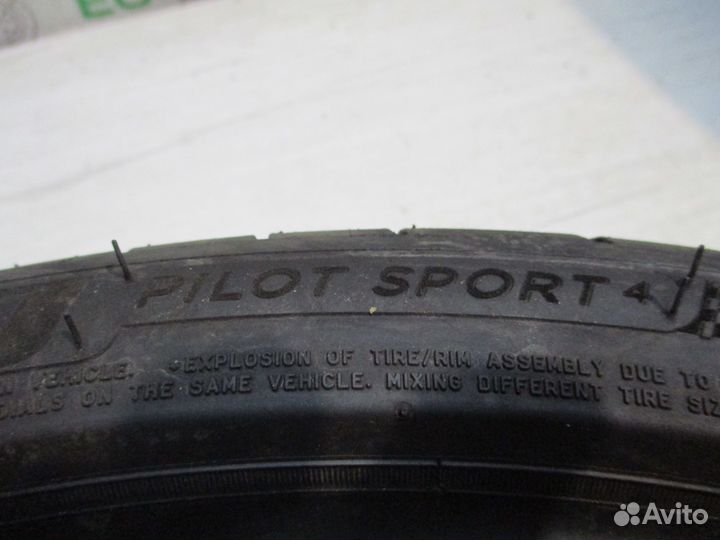 PILOT SPORT 4
N VEHICLE. •EXPLOSION OF TIRE/RIM ASSEMBLY DUE TO
DIALS ON THE SAME VEHICLE. MIXING DIFFERENT TIRE SIZ
Avito